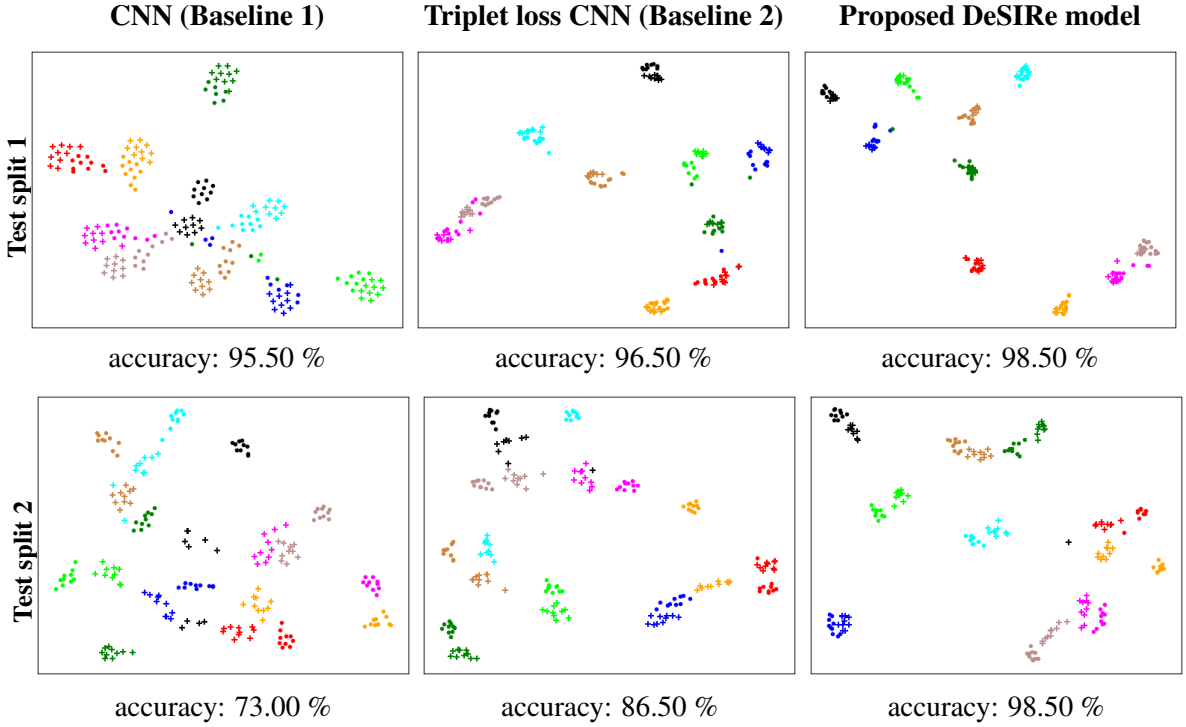 CNN (Baseline 1) Triplet loss CNN (Baseline 2) Proposed DeSIRe model
Test split 1
accuracy: 95.50 % accuracy: 96.50 % accuracy: 98.50 %
Test split 2
accuracy: 73.00 % accuracy: 86.50 % accuracy: 98.50 %